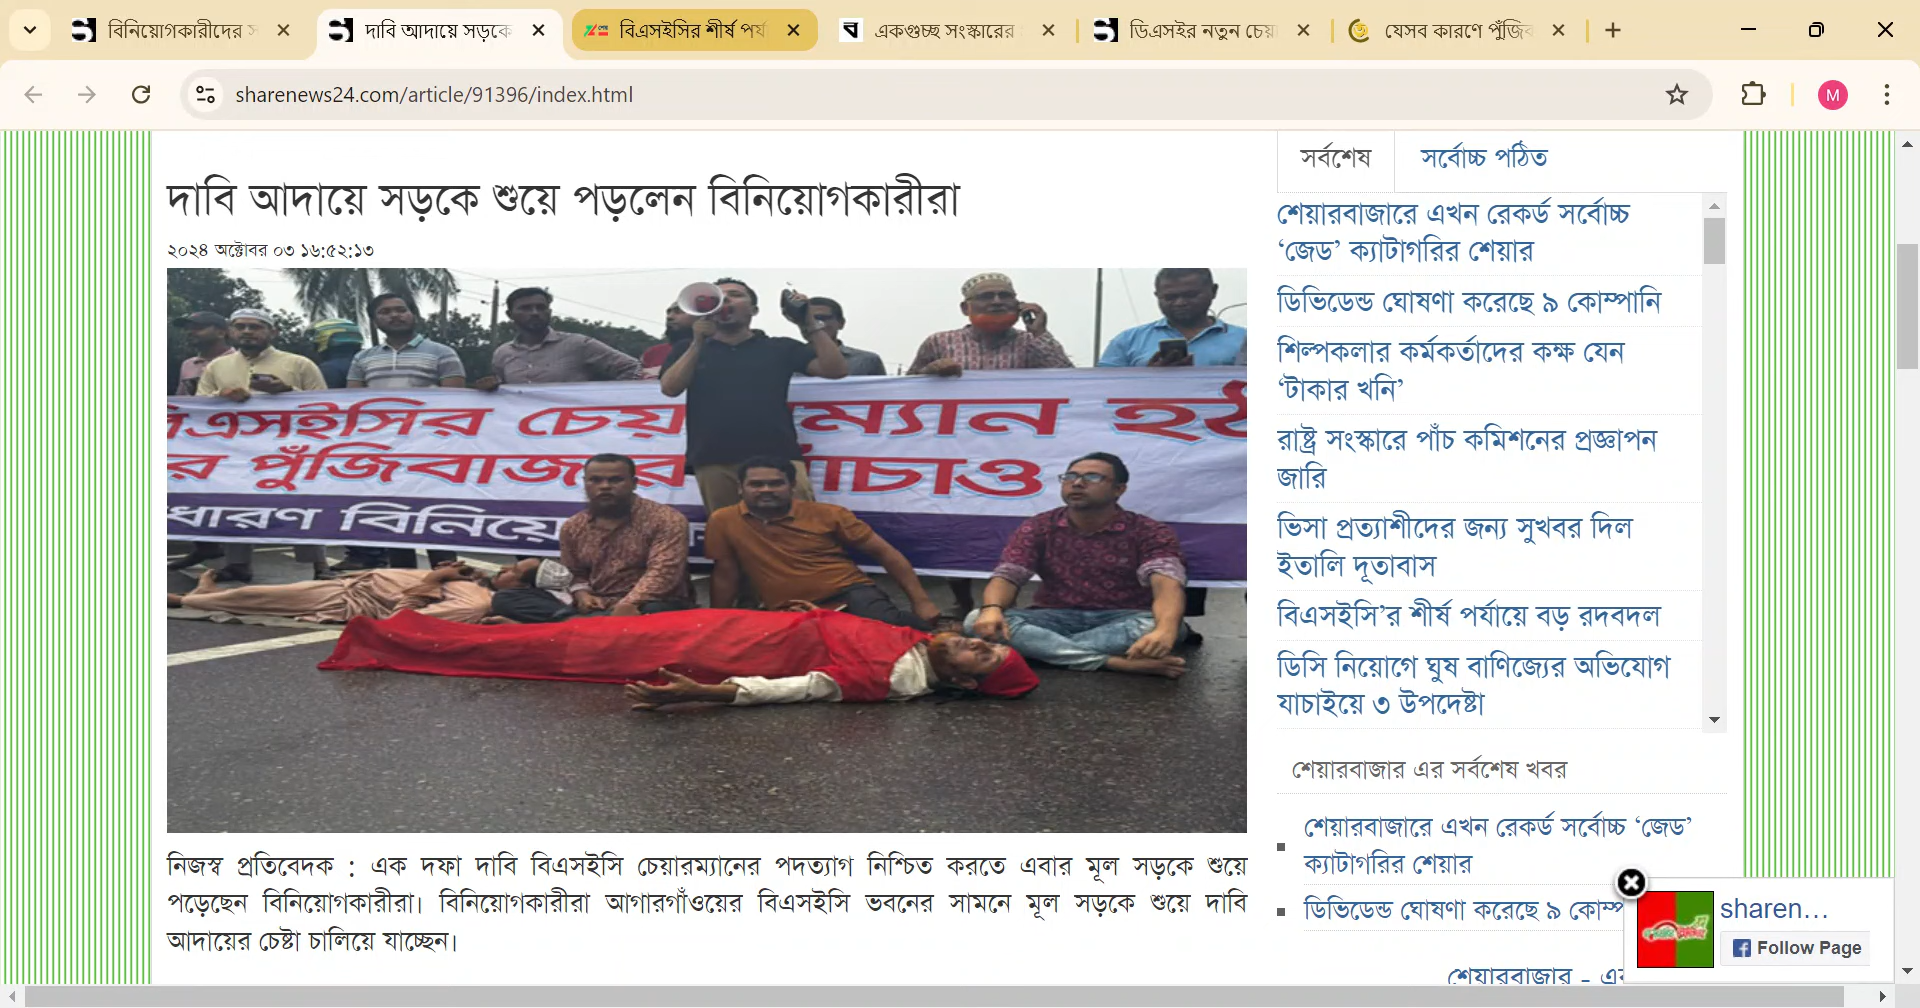 বিনিয়োগকারীদের
দাবি আদায়ে সড়কে
বিএসইসির শীর্ষ পর্য
একগুচ্ছ সংস্কারের
ডিএসইর নতুন চেয়
যেসব কারণে পুঁজিব
sharenews24.com/article/91396/index.html
M
দাবি আদায়ে সড়কে শুয়ে পড়লেন বিনিয়োগকারীরা
২০২৪ অক্টোবর ০৩ ১৬:৫২:১৩
বিএসইসির চেয়ারম্যান হঠ
র পুঁজিবাজার বাঁচাও
ধারণ বিনিয়ো
নিজস্ব প্রতিবেদক : এক দফা দাবি বিএসইসি চেয়ারম্যানের পদত্যাগ নিশ্চিত করতে এবার মূল সড়কে শুয়ে
পড়েছেন বিনিয়োগকারীরা। বিনিয়োগকারীরা আগারগাঁওয়ের বিএসইসি ভবনের সামনে মূল সড়কে শুয়ে দাবি
আদায়ের চেষ্টা চালিয়ে যাচ্ছেন।
সর্বশেষ
সর্বোচ্চ পঠিত
শেয়ারবাজারে এখন রেকর্ড সর্বোচ্চ
‘জেড’ ক্যাটাগরির শেয়ার
ডিভিডেন্ড ঘোষণা করেছে ৯ কোম্পানি
শিল্পকলার কর্মকর্তাদের কক্ষ যেন
‘টাকার খনি’
রাষ্ট্র সংস্কারে পাঁচ কমিশনের প্রজ্ঞাপন
জারি
ভিসা প্রত্যাশীদের জন্য সুখবর দিল
ইতালি দূতাবাস
বিএসইসি’র শীর্ষ পর্যায়ে বড় রদবদল
ডিসি নিয়োগে ঘুষ বাণিজ্যের অভিযোগ
যাচাইয়ে ৩ উপদেষ্টা
শেয়ারবাজার এর সর্বশেষ খবর
শেয়ারবাজারে এখন রেকর্ড সর্বোচ্চ ‘জেড’
ক্যাটাগরির শেয়ার
ডিভিডেন্ড ঘোষণা করেছে ৯ কোম্প
শেয়ারবাজার - এর
sharen...
Follow Page